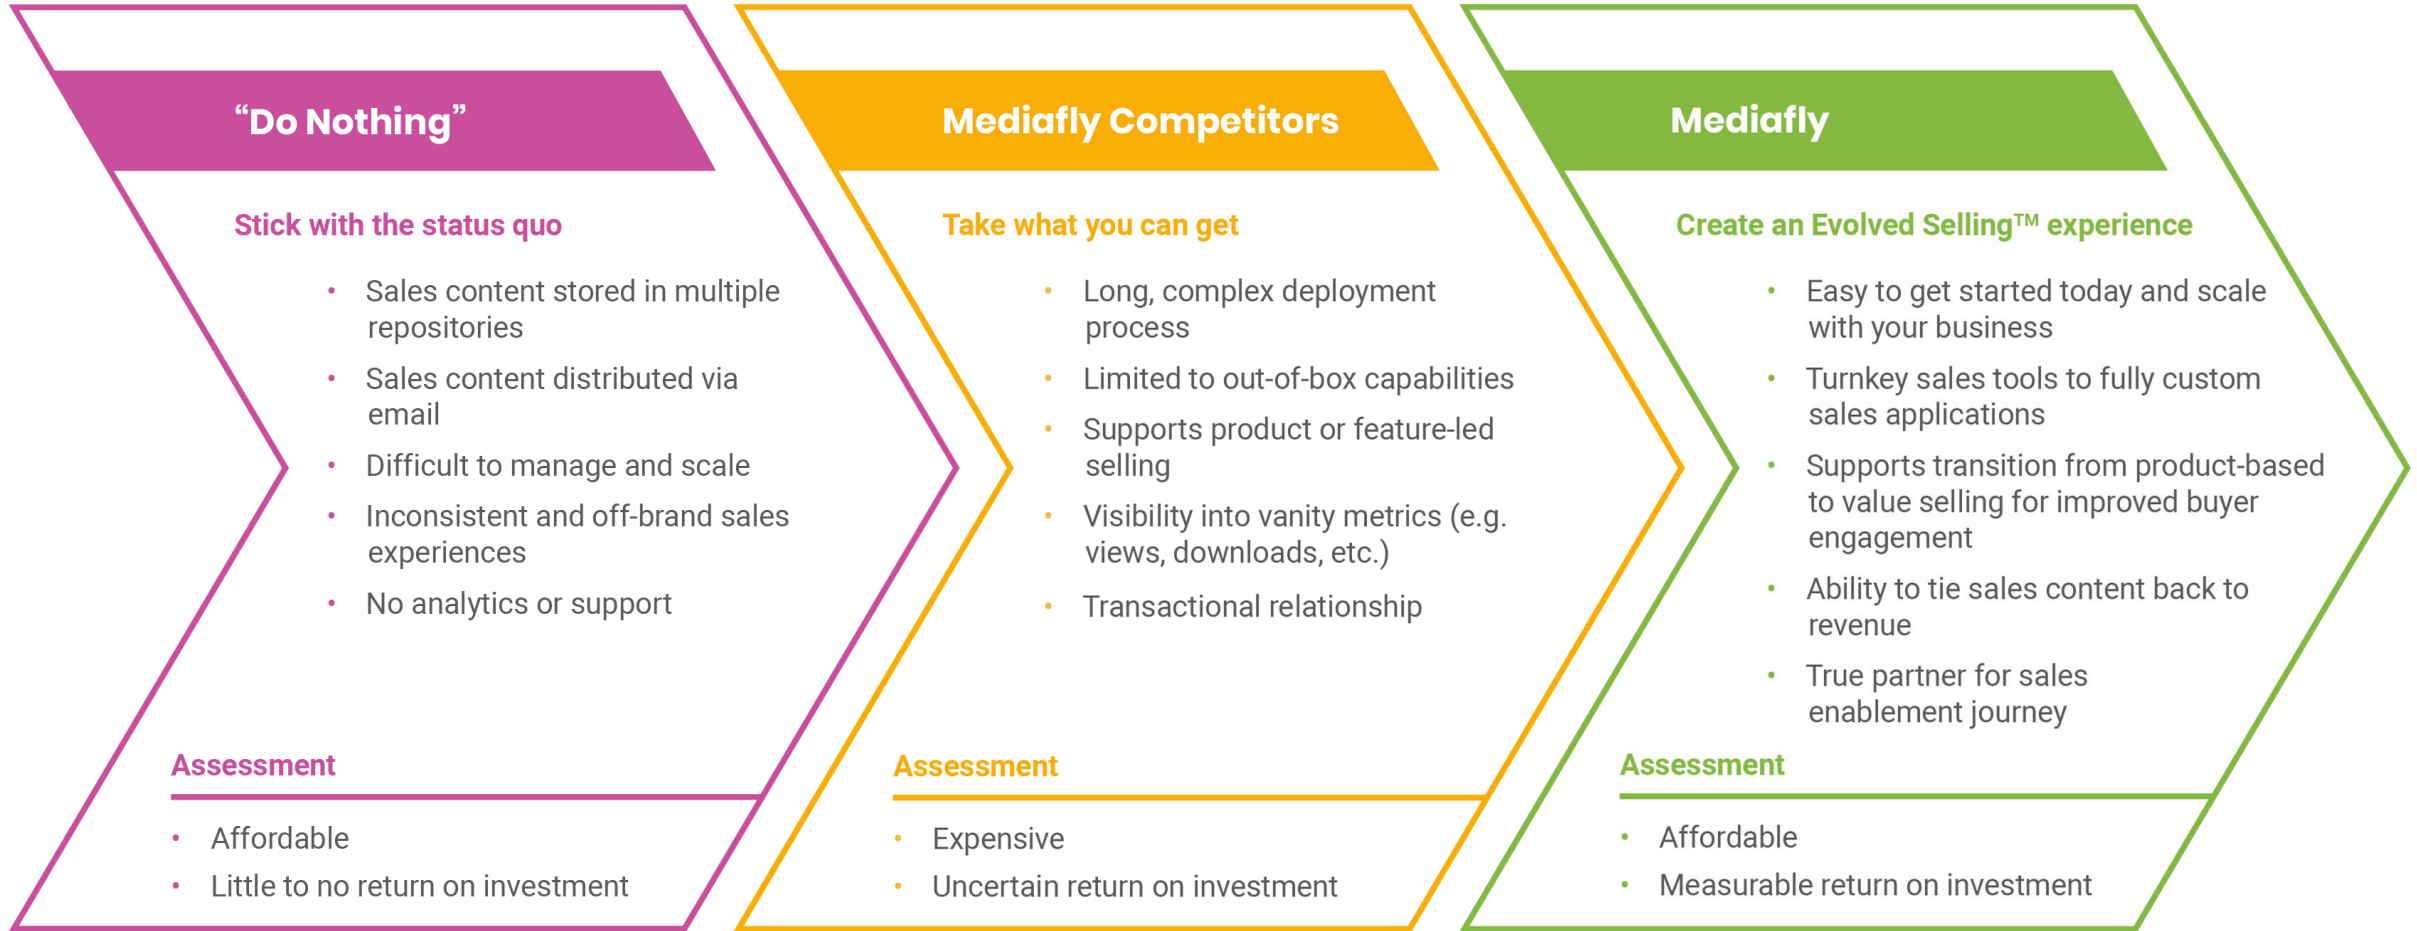 “Do Nothing”
Stick with the status quo
• Sales content stored in multiple
repositories
• Sales content distributed via
email
• Difficult to manage and scale
• Inconsistent and off-brand sales
experiences
• No analytics or support
Assessment
• Affordable
• Little to no return on investment
Mediafly Competitors
Take what you can get
• Long, complex deployment
process
• Limited to out-of-box capabilities
• Supports product or feature-led
selling
• Visibility into vanity metrics (e.g.
views, downloads, etc.)
• Transactional relationship
Assessment
• Expensive
• Uncertain return on investment
Mediafly
Create an Evolved Selling™ experience
• Easy to get started today and scale
with your business
• Turnkey sales tools to fully custom
sales applications
• Supports transition from product-based
to value selling for improved buyer
engagement
• Ability to tie sales content back to
revenue
• True partner for sales
enablement journey
Assessment
• Affordable
• Measurable return on investment